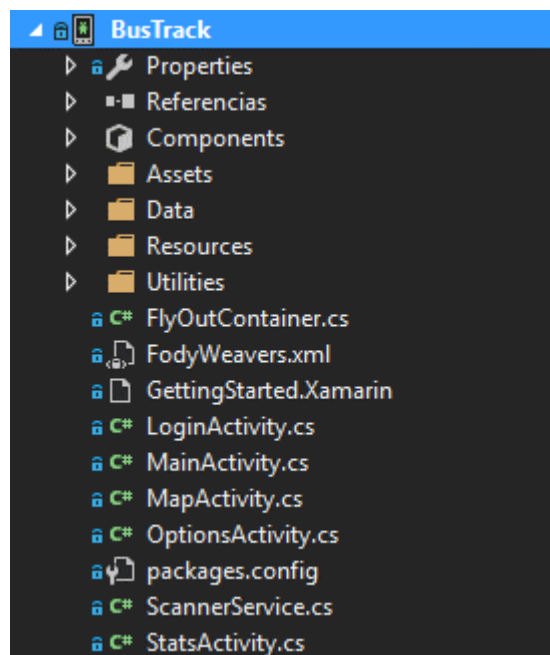 BusTrack
Properties
Referencias
Components
Assets
Data
Resources
Utilities
C# FlyOutContainer.cs
FodyWeavers.xml
GettingStarted.Xamarin
C# LoginActivity.cs
C# MainActivity.cs
C# MapActivity.cs
C# OptionsActivity.cs
packages.config
C# ScannerService.cs
C# StatsActivity.cs